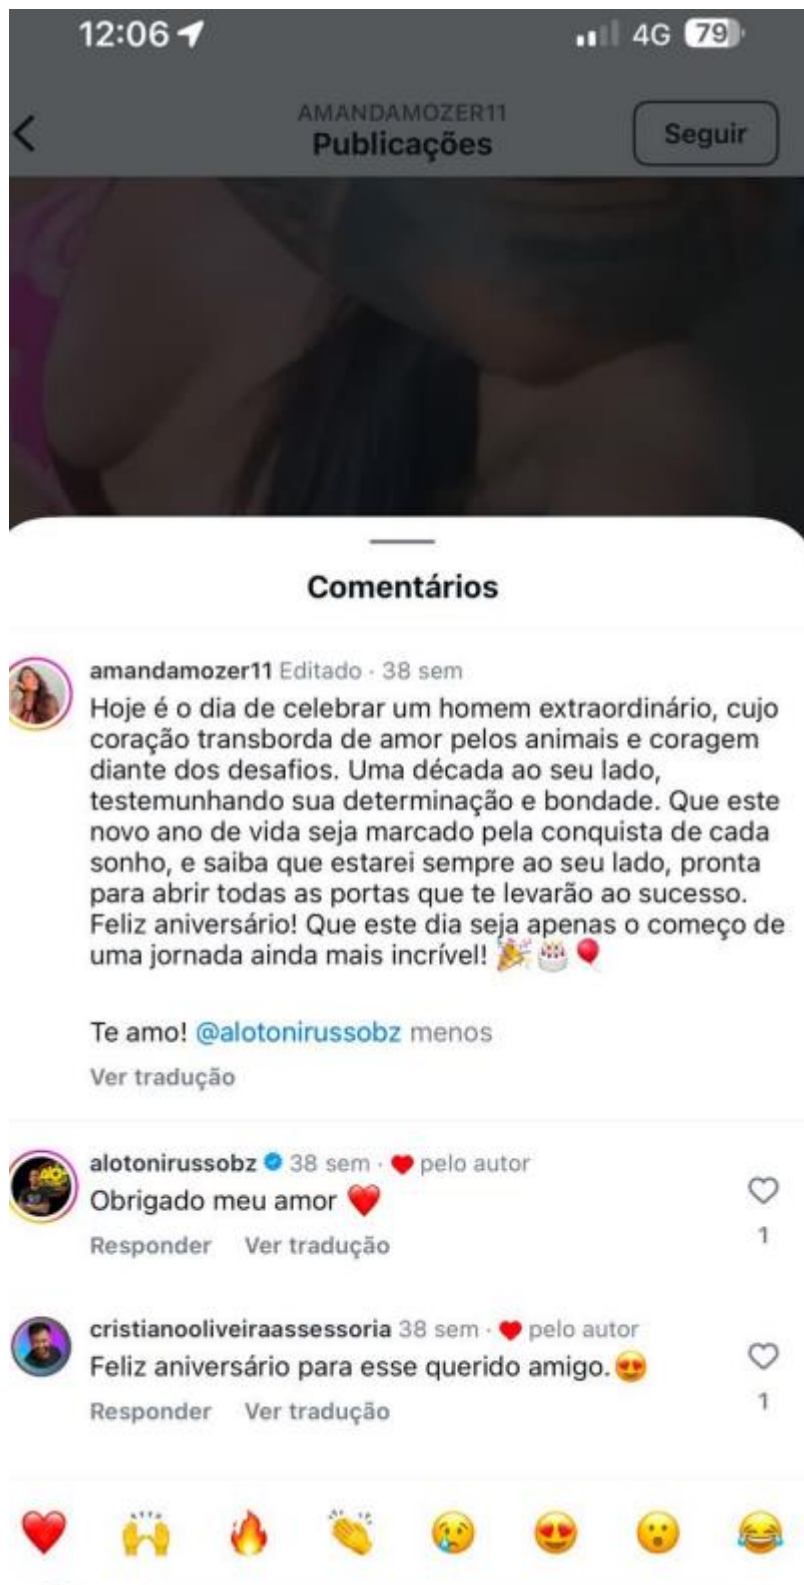 12:06
4G 79
AMANDAMOZER11
Publicações
Seguir
Comentários
amandamozer11 Editado · 38 sem
Hoje é o dia de celebrar um homem extraordinário, cujo
coração transborda de amor pelos animais e coragem
diante dos desafios. Uma década ao seu lado,
testemunhando sua determinação e bondade. Que este
novo ano de vida seja marcado pela conquista de cada
sonho, e saiba que estarei sempre ao seu lado, pronta
para abrir todas as portas que te levarão ao sucesso.
Feliz aniversário! Que este dia seja apenas o começo de
uma jornada ainda mais incrível! 🎉🎂🎈
Te amo! @alotonirussobz menos
Ver tradução
alotonirussobz 38 sem · ❤️ pelo autor
Obrigado meu amor ❤️
Responder Ver tradução
1
cristianooliveiraassessoria 38 sem · ❤️ pelo autor
Feliz aniversário para esse querido amigo.😍
Responder Ver tradução
1
❤️ 🙌 🔥 👏 😢 😍 😮 😂